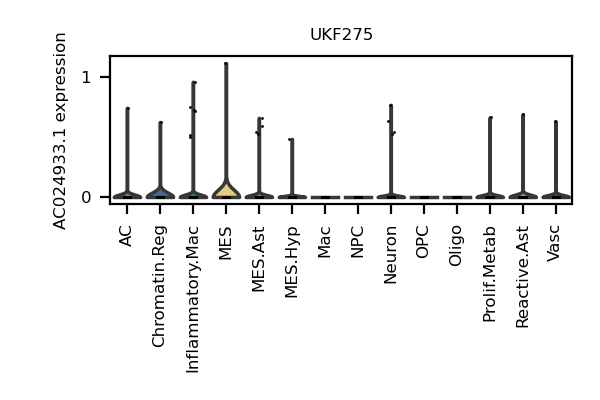 UKF275
AC024933.1 expression
1
0
AC
Chromatin.Reg
Inflammatory.Mac
MES
MES.Ast
MES.Hyp
Mac
NPC
Neuron
OPC
Oligo
Prolif.Metab
Reactive.Ast
Vasc